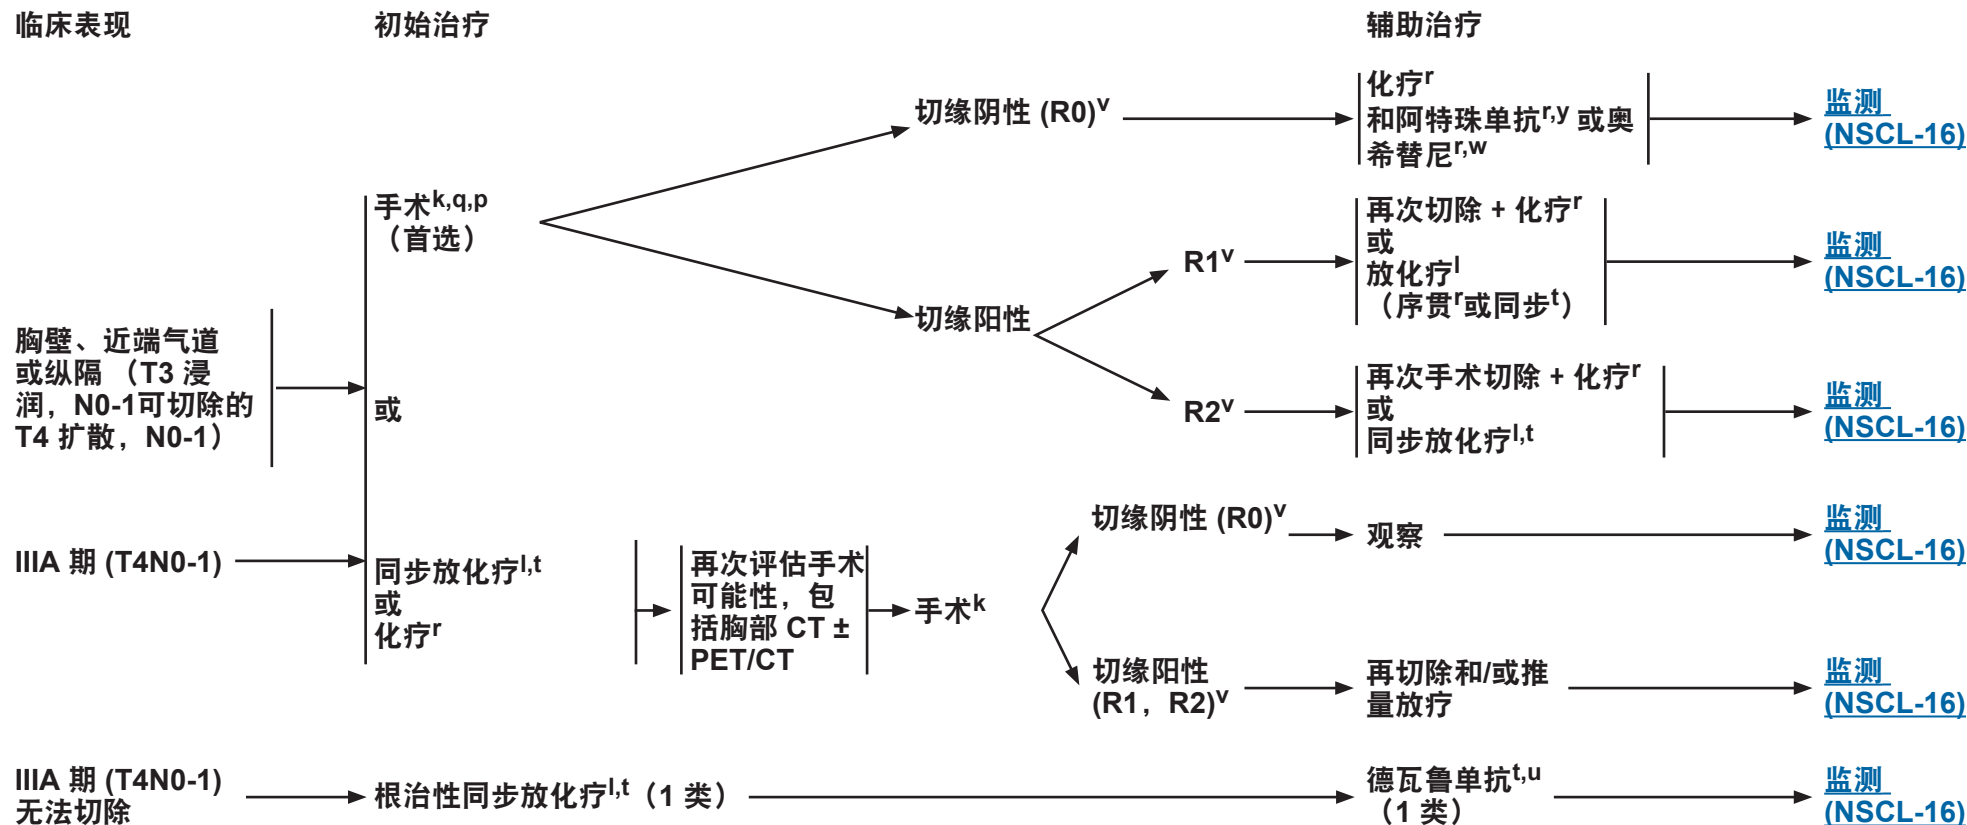 临床表现
初始治疗
辅助治疗
切缘阴性 (R0)v
化疗r
和阿特珠单抗r,y 或奥
希替尼r,w
监测
(NSCL-16)
手术k,q,p
（首选）
切缘阳性
R1v
再次切除 + 化疗r
或
放化疗l
（序贯r或同步t）
监测
(NSCL-16)
胸壁、近端气道
或纵隔 （T3 浸
润，N0-1可切除的
T4 扩散，N0-1）
或
R2v
再次手术切除 + 化疗r
或
同步放化疗l,t
监测
(NSCL-16)
IIIA 期 (T4N0-1)
同步放化疗l,t
或
化疗r
再次评估手术
可能性，包
括胸部 CT ±
PET/CT
手术k
切缘阴性 (R0)v
观察
监测
(NSCL-16)
切缘阳性
(R1，R2)v
再切除和/或推
量放疗
监测
(NSCL-16)
IIIA 期 (T4N0-1)
无法切除
根治性同步放化疗l,t（1 类）
德瓦鲁单抗t,u
（1 类）
监测
(NSCL-16)